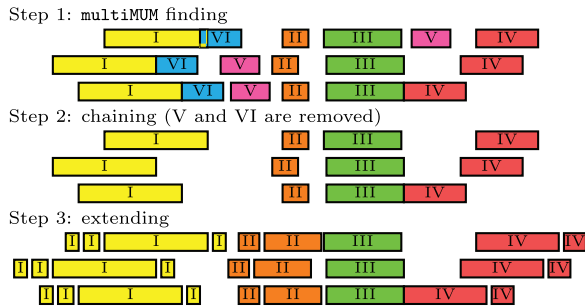 Step 1: multiMUM finding
I VI II III V IV
I VI V II III IV
I VI V II III IV
Step 2: chaining (V and VI are removed)
I II III IV
I II III IV
I II III IV
Step 3: extending
I I I I II II III IV IV
I I I I II II III IV IV
I I I I II II III IV IV